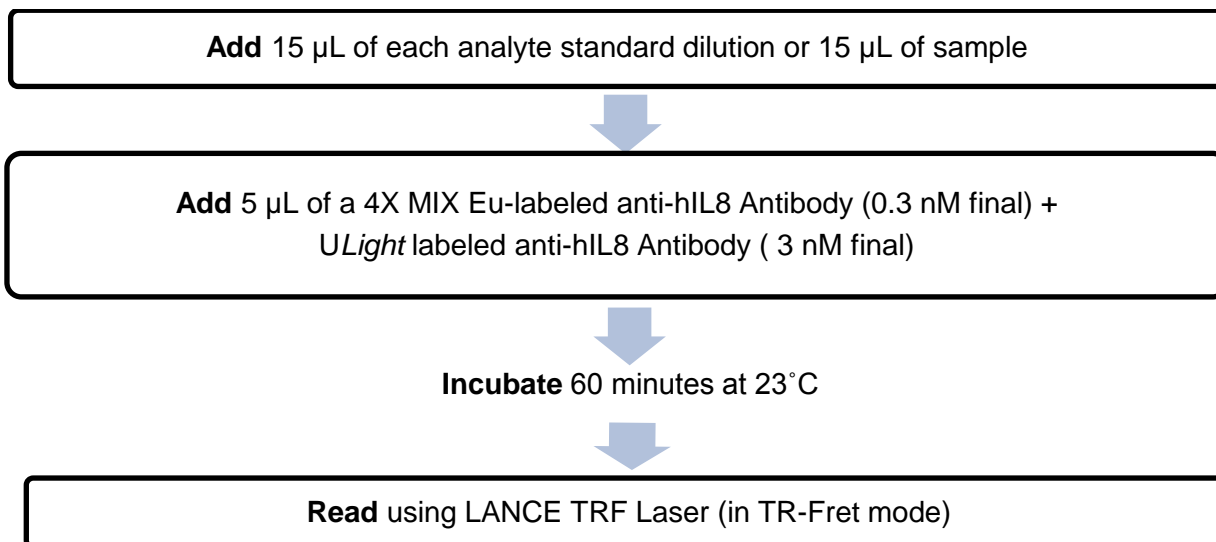 Add 15 µL of each analyte standard dilution or 15 µL of sample
Add 5 µL of a 4X MIX Eu-labeled anti-hIL8 Antibody (0.3 nM final) +
ULight labeled anti-hIL8 Antibody ( 3 nM final)
Incubate 60 minutes at 23˚C
Read using LANCE TRF Laser (in TR-Fret mode)